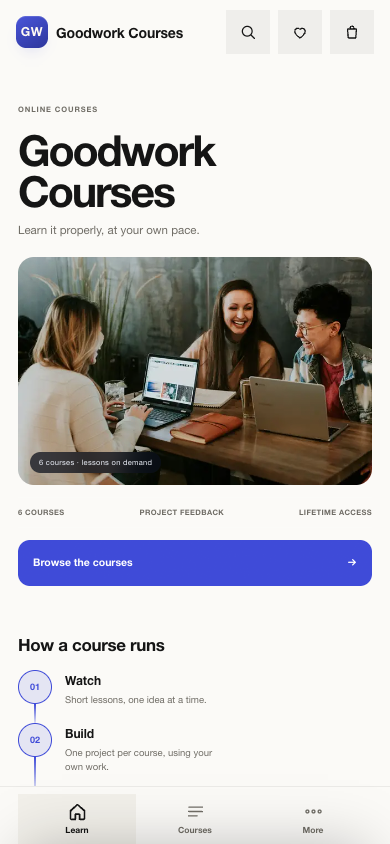 GW
Goodwork Courses
ONLINE COURSES
Goodwork
Courses
Learn it properly, at your own pace.
6 courses · lessons on demand
6 COURSES
PROJECT FEEDBACK
LIFETIME ACCESS
Browse the courses
How a course runs
01
Watch
Short lessons, one idea at a time.
02
Build
One project per course, using your
own work.
Learn
Courses
More